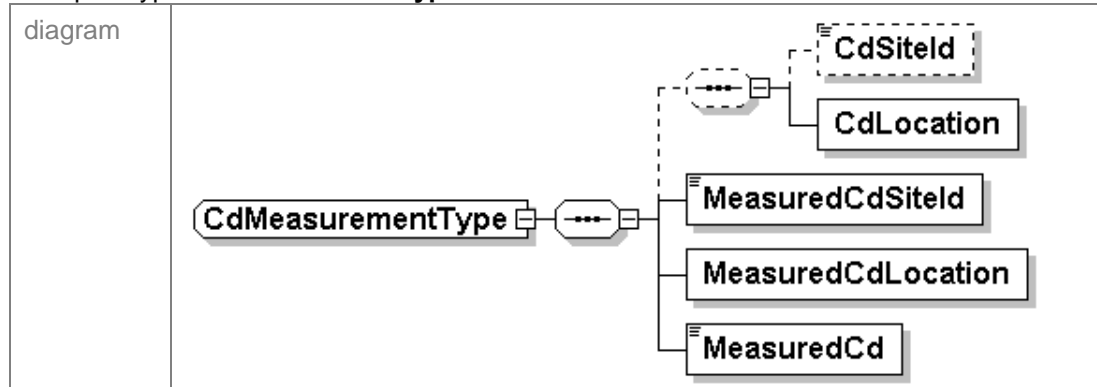 diagram
CdSiteId
CdLocation
MeasuredCdSiteId
CdMeasurementType
MeasuredCdLocation
MeasuredCd